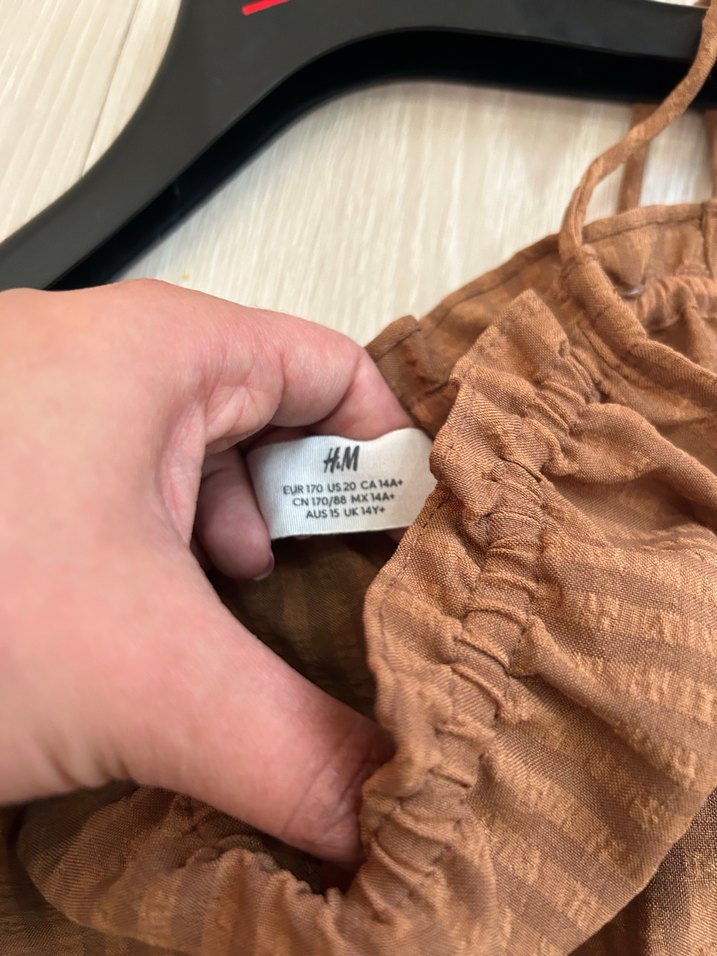 H&M
EUR 170 US 20 CA 14A+
CN 170/88 MX 14A+
AUS 15 UK 14Y+